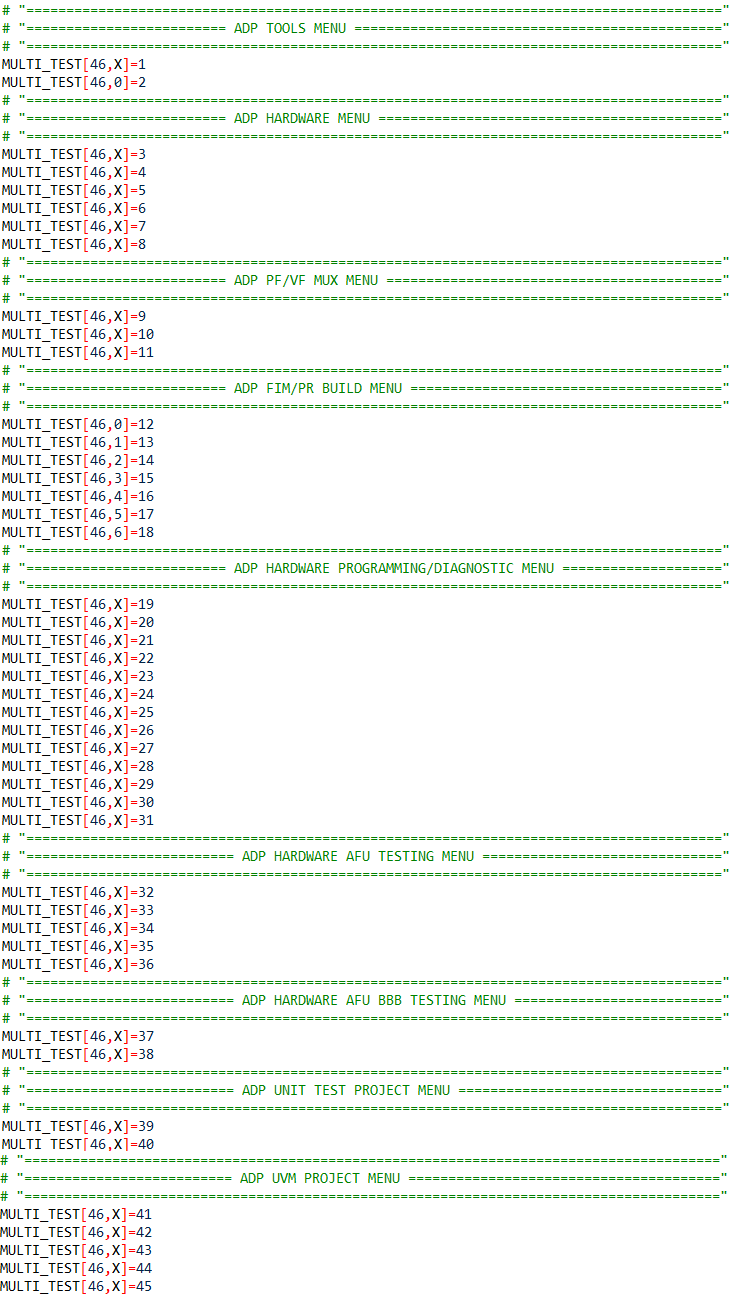 # "======================================================================================="
# "========================= ADP TOOLS MENU =============================================="
# "======================================================================================="
MULTI_TEST[46,X]=1
MULTI_TEST[46,0]=2
# "======================================================================================="
# "========================= ADP HARDWARE MENU ==========================================="
# "======================================================================================="
MULTI_TEST[46,X]=3
MULTI_TEST[46,X]=4
MULTI_TEST[46,X]=5
MULTI_TEST[46,X]=6
MULTI_TEST[46,X]=7
MULTI_TEST[46,X]=8
# "======================================================================================="
# "========================= ADP PF/VF MUX MENU =========================================="
# "======================================================================================="
MULTI_TEST[46,X]=9
MULTI_TEST[46,X]=10
MULTI_TEST[46,X]=11
# "======================================================================================="
# "========================= ADP FIM/PR BUILD MENU ======================================="
# "======================================================================================="
MULTI_TEST[46,0]=12
MULTI_TEST[46,1]=13
MULTI_TEST[46,2]=14
MULTI_TEST[46,3]=15
MULTI_TEST[46,4]=16
MULTI_TEST[46,5]=17
MULTI_TEST[46,6]=18
# "======================================================================================="
# "========================= ADP HARDWARE PROGRAMMING/DIAGNOSTIC MENU ===================="
# "======================================================================================="
MULTI_TEST[46,X]=19
MULTI_TEST[46,X]=20
MULTI_TEST[46,X]=21
MULTI_TEST[46,X]=22
MULTI_TEST[46,X]=23
MULTI_TEST[46,X]=24
MULTI_TEST[46,X]=25
MULTI_TEST[46,X]=26
MULTI_TEST[46,X]=27
MULTI_TEST[46,X]=28
MULTI_TEST[46,X]=29
MULTI_TEST[46,X]=30
MULTI_TEST[46,X]=31
# "======================================================================================="
# "========================== ADP HARDWARE AFU TESTING MENU =============================="
# "======================================================================================="
MULTI_TEST[46,X]=32
MULTI_TEST[46,X]=33
MULTI_TEST[46,X]=34
MULTI_TEST[46,X]=35
MULTI_TEST[46,X]=36
# "======================================================================================="
# "========================== ADP HARDWARE AFU BBB TESTING MENU =========================="
# "======================================================================================="
MULTI_TEST[46,X]=37
MULTI_TEST[46,X]=38
# "======================================================================================="
# "========================== ADP UNIT TEST PROJECT MENU ================================="
# "======================================================================================="
MULTI_TEST[46,X]=39
MULTI_TEST[46,X]=40
# "======================================================================================="
# "========================== ADP UVM PROJECT MENU ======================================="
# "======================================================================================="
MULTI_TEST[46,X]=41
MULTI_TEST[46,X]=42
MULTI_TEST[46,X]=43
MULTI_TEST[46,X]=44
MULTI_TEST[46,X]=45